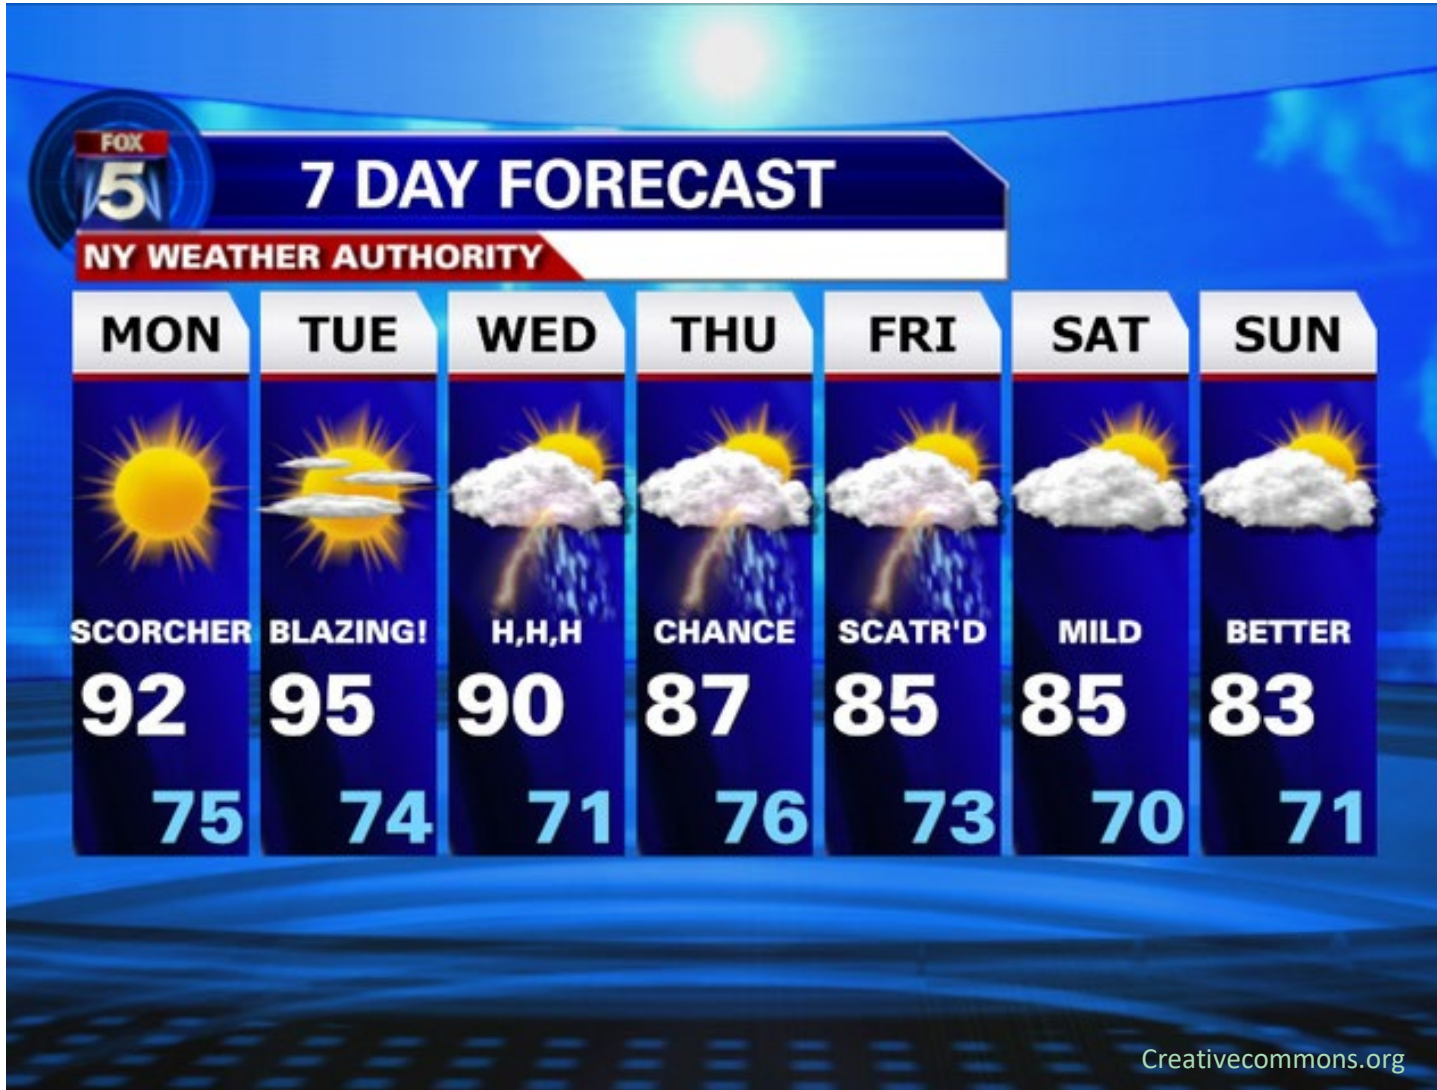 FOX
5
7 DAY FORECAST
NY WEATHER AUTHORITY
MON TUE WED THU FRI SAT SUN
SCORCHER BLAZING! H,H,H CHANCE SCATR'D MILD BETTER
92 95 90 87 85 85 83
75 74 71 76 73 70 71
Creativecommons.org